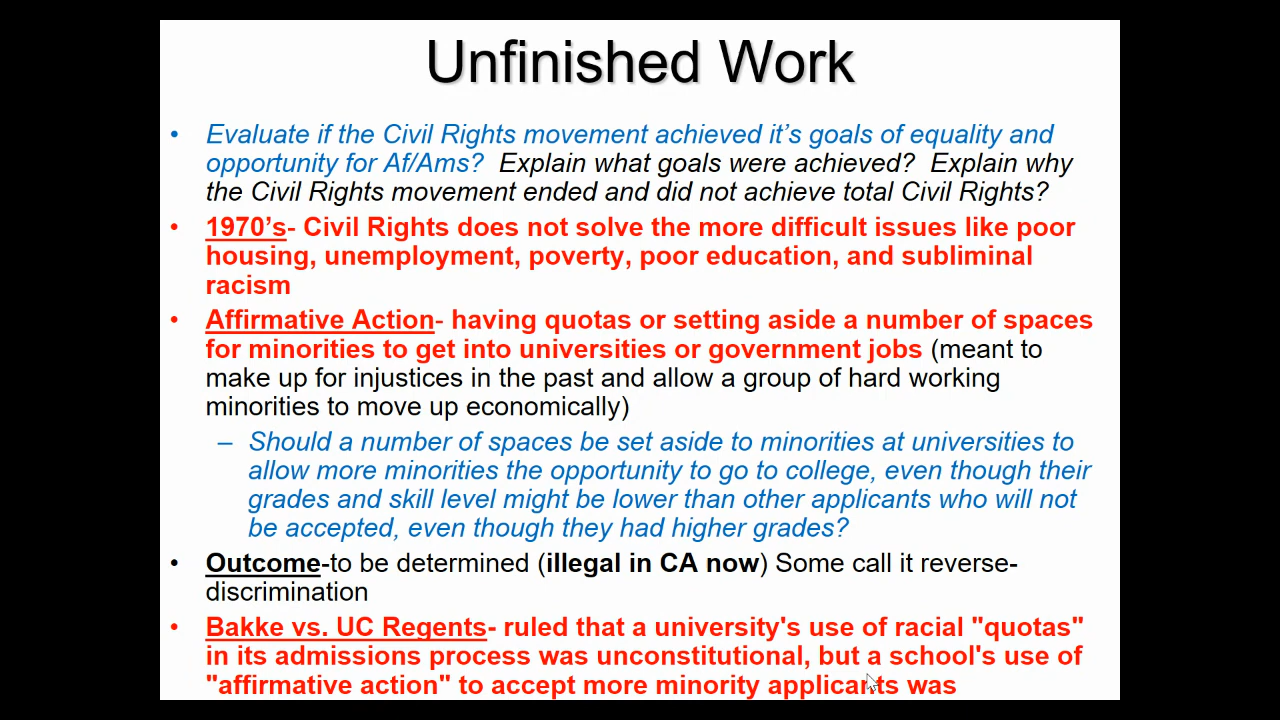 Unfinished Work
• Evaluate if the Civil Rights movement achieved it's goals of equality and
opportunity for Af/Ams? Explain what goals were achieved? Explain why
the Civil Rights movement ended and did not achieve total Civil Rights?
• 1970's- Civil Rights does not solve the more difficult issues like poor
housing, unemployment, poverty, poor education, and subliminal
racism
• Affirmative Action- having quotas or setting aside a number of spaces
for minorities to get into universities or government jobs (meant to
make up for injustices in the past and allow a group of hard working
minorities to move up economically)
– Should a number of spaces be set aside to minorities at universities to
allow more minorities the opportunity to go to college, even though their
grades and skill level might be lower than other applicants who will not
be accepted, even though they had higher grades?
• Outcome-to be determined (illegal in CA now) Some call it reverse-
discrimination
• Bakke vs. UC Regents- ruled that a university's use of racial "quotas"
in its admissions process was unconstitutional, but a school's use of
"affirmative action" to accept more minority applicants was